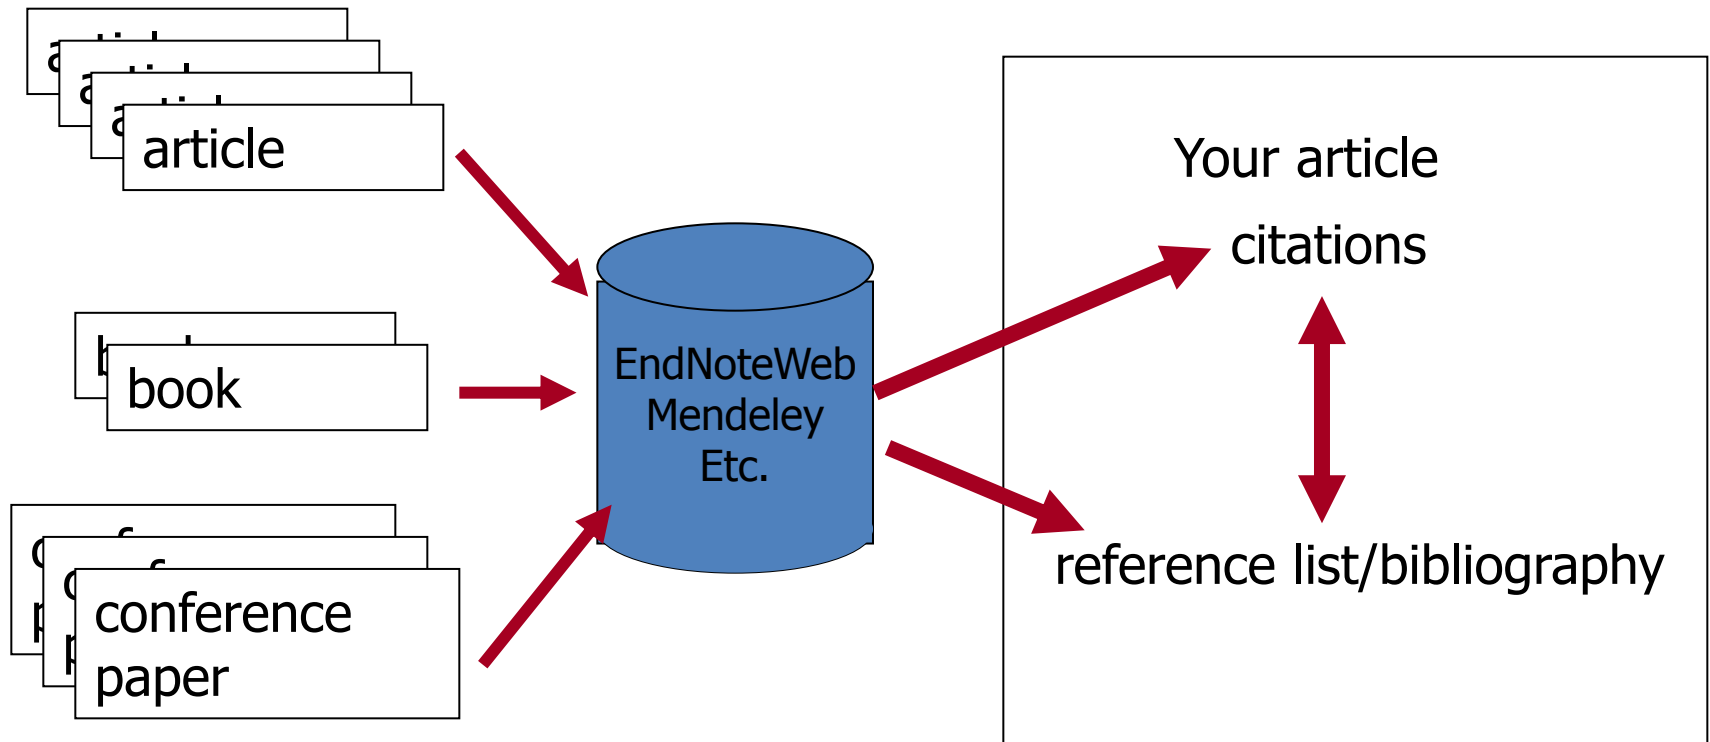 article
book
conference
paper
EndNoteWeb
Mendeley
Etc.
Your article
citations
reference list/bibliography